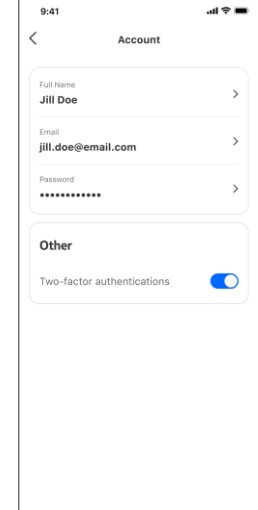 9:41
Account
Full Name
Jill Doe
Email
jill.doe@email.com
Password
••••••••••••
Other
Two-factor authentications